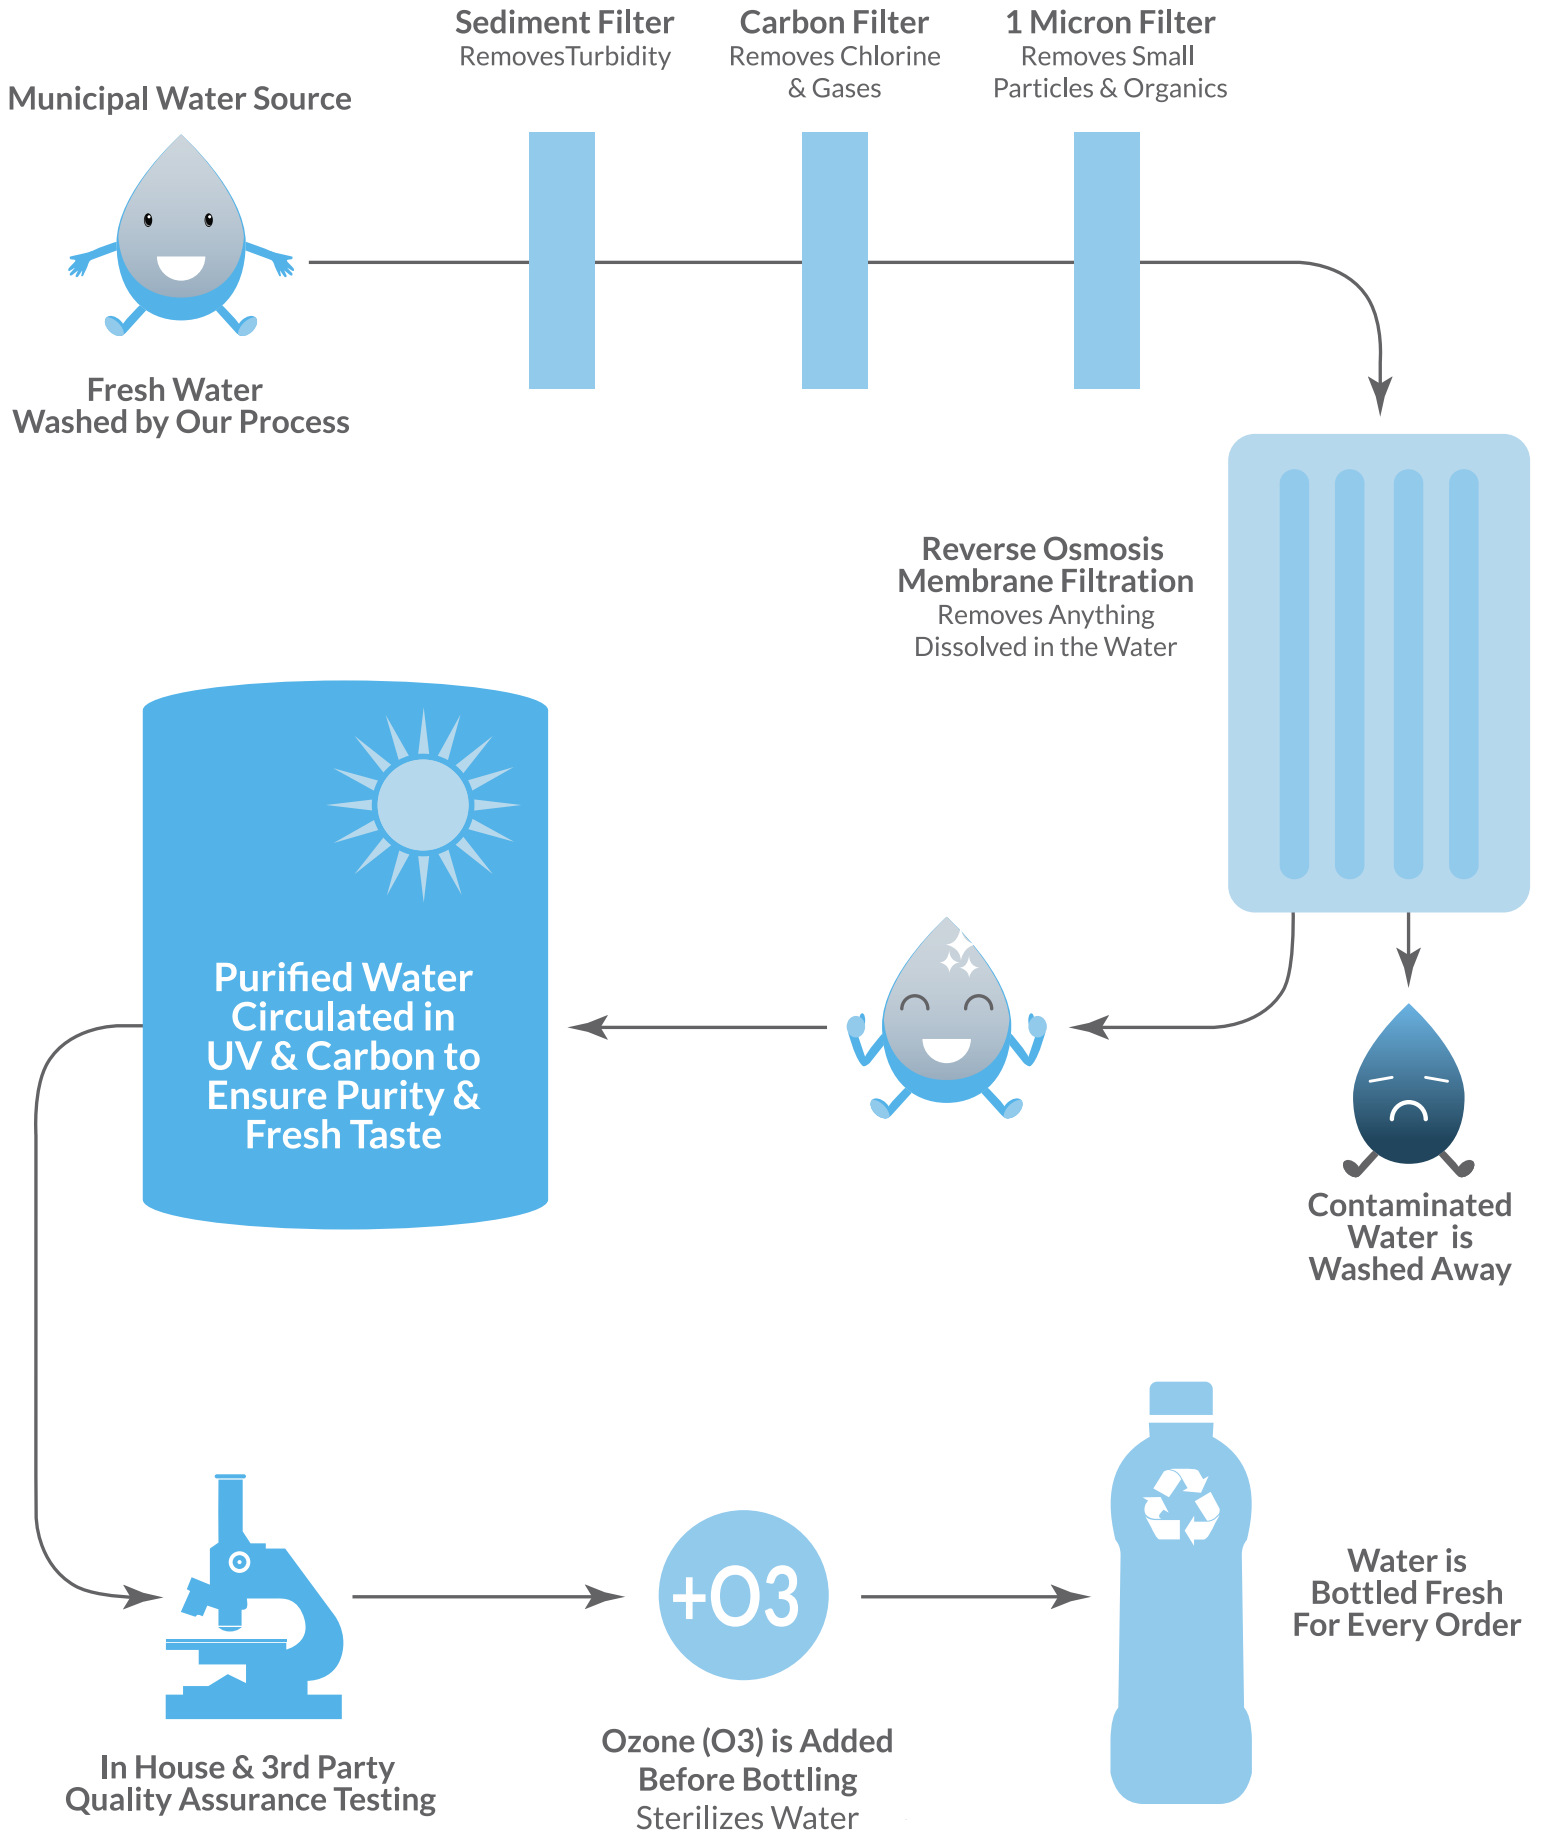 Municipal Water Source
Fresh Water
Washed by Our Process
Sediment Filter
RemovesTurbidity
Carbon Filter
Removes Chlorine
& Gases
1 Micron Filter
Removes Small
Particles & Organics
Reverse Osmosis
Membrane Filtration
Removes Anything
Dissolved in the Water
Contaminated
Water is
Washed Away
Purified Water
Circulated in
UV & Carbon to
Ensure Purity &
Fresh Taste
In House & 3rd Party
Quality Assurance Testing
+O3
Ozone (O3) is Added
Before Bottling
Sterilizes Water
Water is
Bottled Fresh
For Every Order